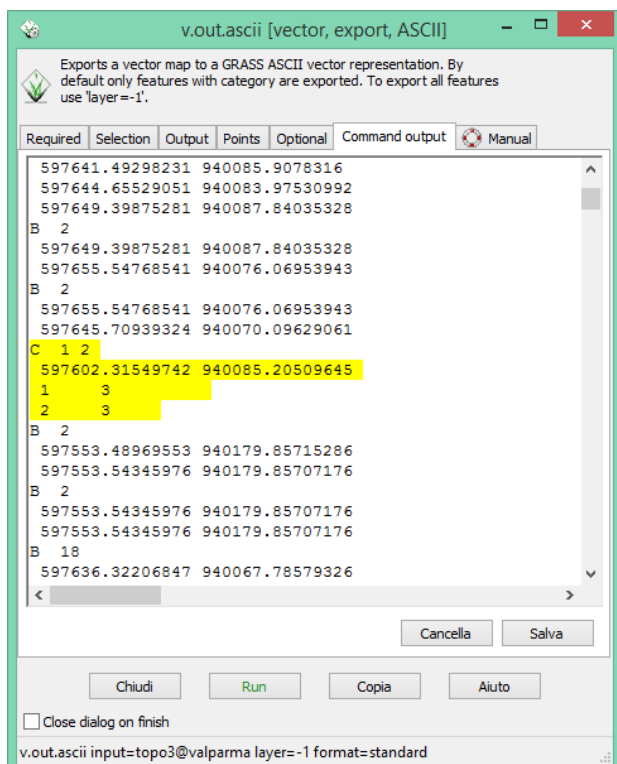 v.out.ascii [vector, export, ASCII]
Exports a vector map to a GRASS ASCII vector representation. By
default only features with category are exported. To export all features
use 'layer=-1'.
Required Selection Output Points Optional Command output Manual
597641.49298231 940085.9078316
597644.65529051 940083.97530992
597649.39875281 940087.84035328
B 2
597649.39875281 940087.84035328
597655.54768541 940076.06953943
B 2
597655.54768541 940076.06953943
597645.70939324 940070.09629061
C 1 2
597602.31549742 940085.20509645
1 3
2 3
B 2
597553.48969553 940179.85715286
597553.54345976 940179.85707176
B 2
597553.54345976 940179.85707176
597553.54345976 940179.85707176
B 18
597636.32206847 940067.78579326
Cancella Salva
Chiudi Run Copia Aiuto
Close dialog on finish
v.out.ascii input=topo3@valparma layer=-1 format=standard